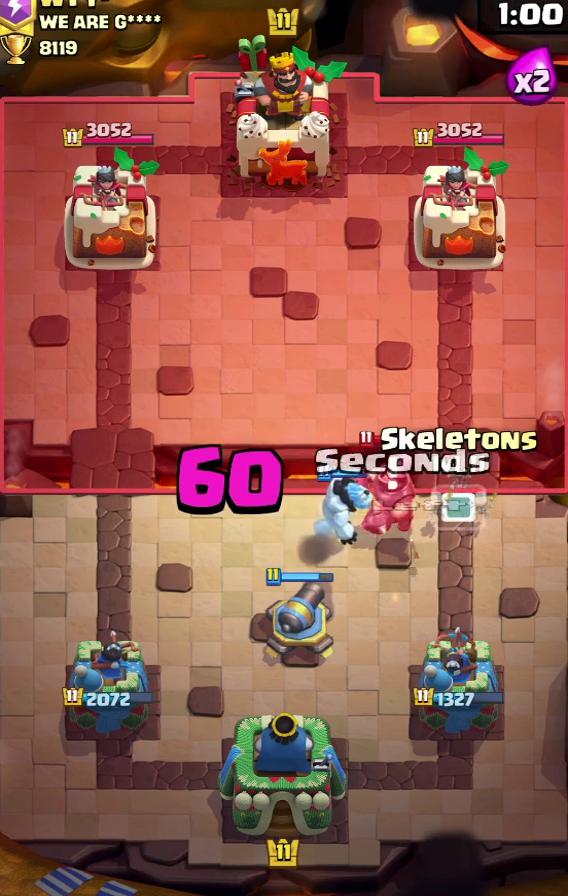 WE ARE G****
11
1:00
8119
x2
11 3052
11 3052
11 Skeletons
60 Seconds
11
11 2072
11 1327
11